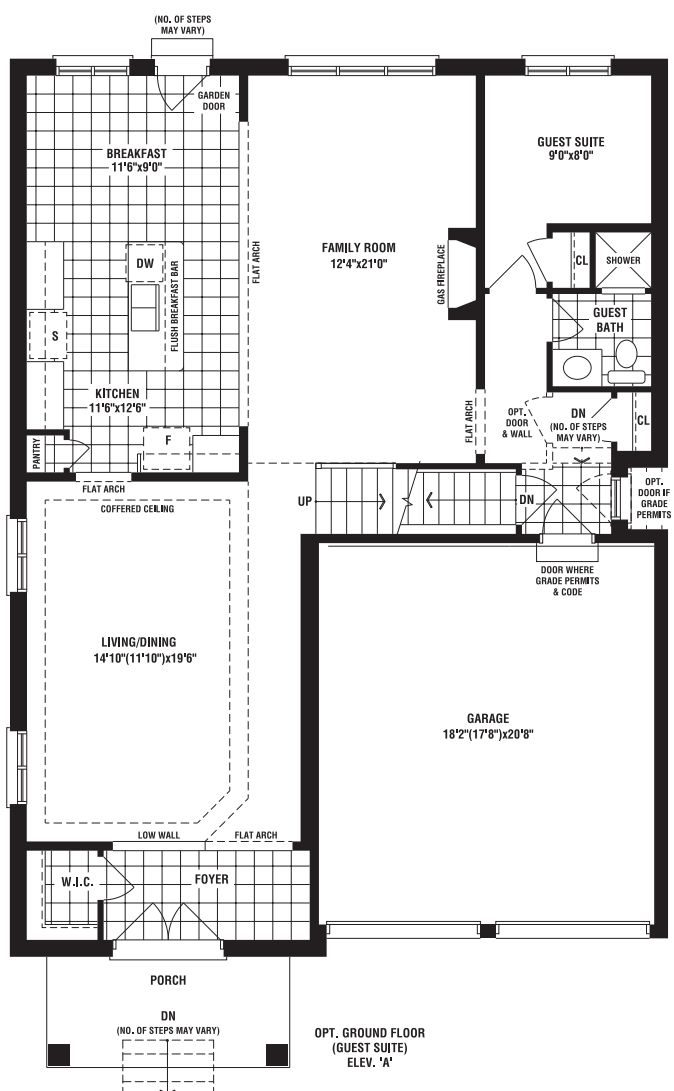 (NO. OF STEPS
MAY VARY)
GARDEN
DOOR
BREAKFAST
11'6"x9'0"
GUEST SUITE
9'0"x8'0"
FAMILY ROOM
12'4"x21'0"
FLAT ARCH
GAS FIREPLACE
CL
SHOWER
DW
FLUSH BREAKFAST BAR
S
GUEST
BATH
KITCHEN
11'6"x12'6"
PANTRY
F
FLAT ARCH
OPT.
DOOR
& WALL
DN
(NO. OF STEPS
MAY VARY)
CL
FLAT ARCH
COFFERED CEILING
UP
DN
OPT.
DOOR IF
GRADE
PERMITS
DOOR WHERE
GRADE PERMITS
& CODE
LIVING/DINING
14'10"(11'10")x19'6"
GARAGE
18'2"(17'8")x20'8"
LOW WALL
FLAT ARCH
W.I.C.
FOYER
PORCH
DN
(NO. OF STEPS MAY VARY)
OPT. GROUND FLOOR
(GUEST SUITE)
ELEV. 'A'